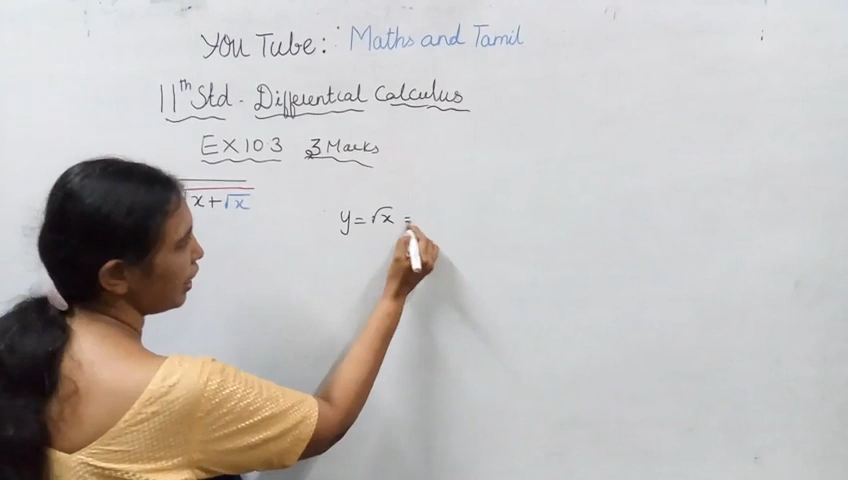 YOU Tube: Maths and Tamil
11th Std - Differential Calculus
EX 10.3 3 Marks
x + √x
y = √x =